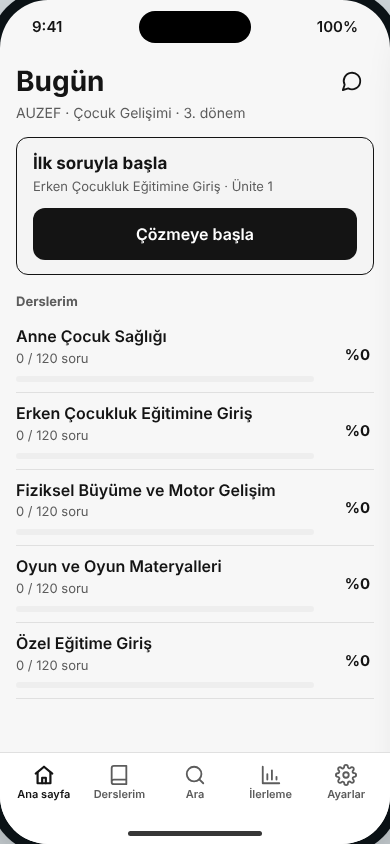 9:41
100%
Bugün
AUZEF · Çocuk Gelişimi · 3. dönem
İlk soruyla başla
Erken Çocukluk Eğitimine Giriş · Ünite 1
Çözmeye başla
Derslerim
Anne Çocuk Sağlığı
0 / 120 soru
%0
Erken Çocukluk Eğitimine Giriş
0 / 120 soru
%0
Fiziksel Büyüme ve Motor Gelişim
0 / 120 soru
%0
Oyun ve Oyun Materyalleri
0 / 120 soru
%0
Özel Eğitime Giriş
0 / 120 soru
%0
Ana sayfa
Derslerim
Ara
İlerleme
Ayarlar